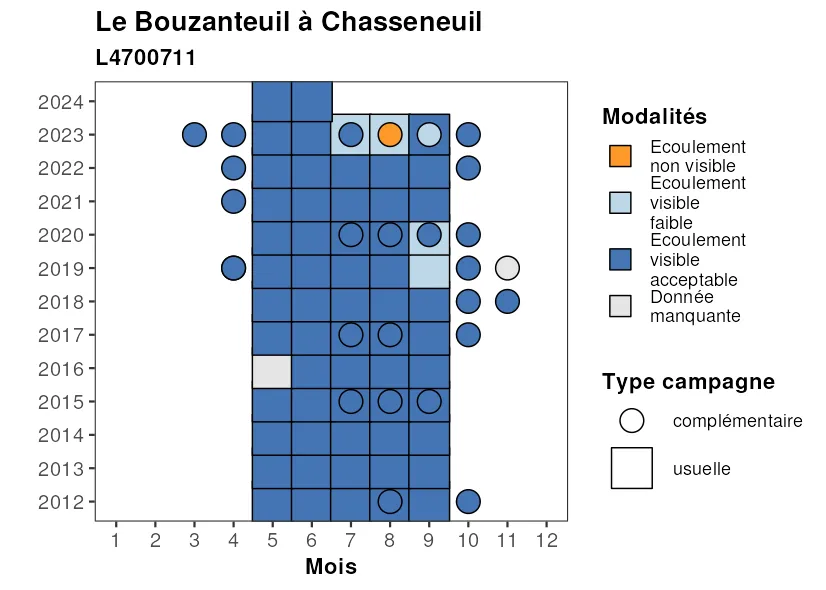 Le Bouzanteuil à Chasseneuil
L4700711
2024
2023
2022
2021
2020
2019
2018
2017
2016
2015
2014
2013
2012
1 2 3 4 5 6 7 8 9 10 11 12
Mois
Modalités
Ecoulement
non visible
Ecoulement
visible
faible
Ecoulement
visible
acceptable
Donnée
manquante
Type campagne
complémentaire
usuelle